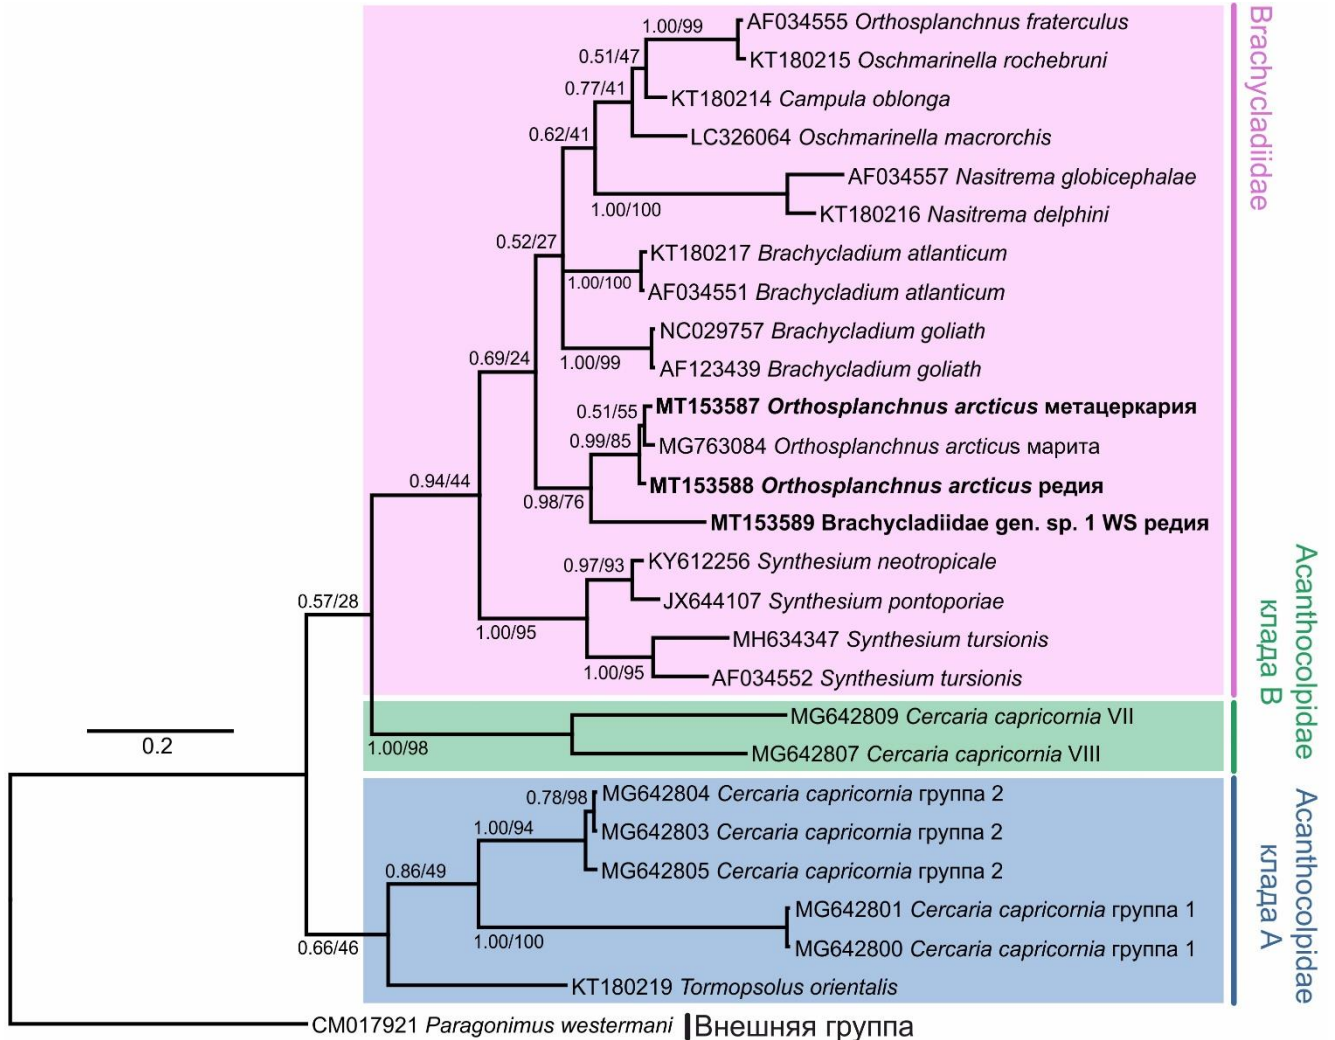 1.00/99
AF034555 Orthosplanchnus fraterculus
0.51/47
KT180215 Oschmarinella rochebruni
0.77/41
KT180214 Campula oblonga
0.62/41
LC326064 Oschmarinella macrorchis
AF034557 Nasitrema globicephalae
1.00/100
KT180216 Nasitrema delphini
0.52/27
KT180217 Brachycladium atlanticum
1.00/100
AF034551 Brachycladium atlanticum
NC029757 Brachycladium goliath
0.69/24
1.00/99
AF123439 Brachycladium goliath
0.51/55
MT153587 Orthosplanchnus arcticus метацеркария
0.99/85
MG763084 Orthosplanchnus arcticus марита
0.94/44
MT153588 Orthosplanchnus arcticus редия
0.98/76
MT153589 Brachycladiidae gen. sp. 1 WS редия
0.97/93
KY612256 Synthesium neotropicale
0.57/28
JX644107 Synthesium pontoporiae
1.00/95
MH634347 Synthesium tursionis
1.00/95
AF034552 Synthesium tursionis
Brachycladiidae
MG642809 Cercaria capricornia VII
0.2
1.00/98
MG642807 Cercaria capricornia VIII
Acanthocolpidae
клада B
0.78/98
MG642804 Cercaria capricornia группа 2
1.00/94
MG642803 Cercaria capricornia группа 2
0.86/49
MG642805 Cercaria capricornia группа 2
MG642801 Cercaria capricornia группа 1
0.66/46
1.00/100
MG642800 Cercaria capricornia группа 1
KT180219 Tormopsolus orientalis
Acanthocolpidae
клада A
CM017921 Paragonimus westermani
Внешняя группа